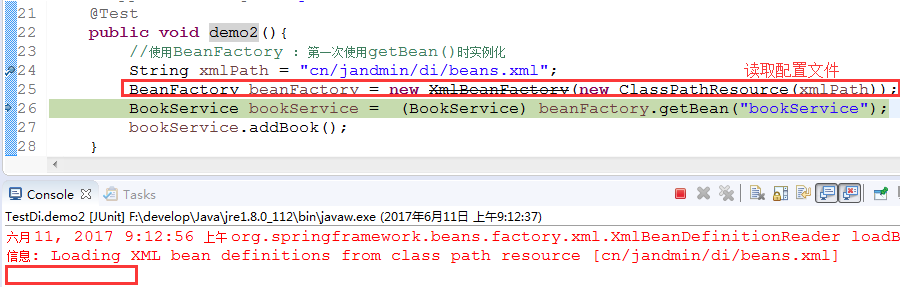 21 @Test
22 public void demo2(){
23 //使用BeanFactory : 第一次使用getBean()时实例化
24 String xmlPath = "cn/jandmin/di/beans.xml";
读取配置文件
25 BeanFactory beanFactory = new XmlBeanFactory(new ClassPathResource(xmlPath));
26 BookService bookService = (BookService) beanFactory.getBean("bookService");
27 bookService.addBook();
28 }
Console Tasks
TestDi.demo2 [JUnit] F:\develop\Java\jre1.8.0_112\bin\javaw.exe (2017年6月11日 上午9:12:37)
六月 11, 2017 9:12:56 上午 org.springframework.beans.factory.xml.XmlBeanDefinitionReader loadB
信息: Loading XML bean definitions from class path resource [cn/jandmin/di/beans.xml]